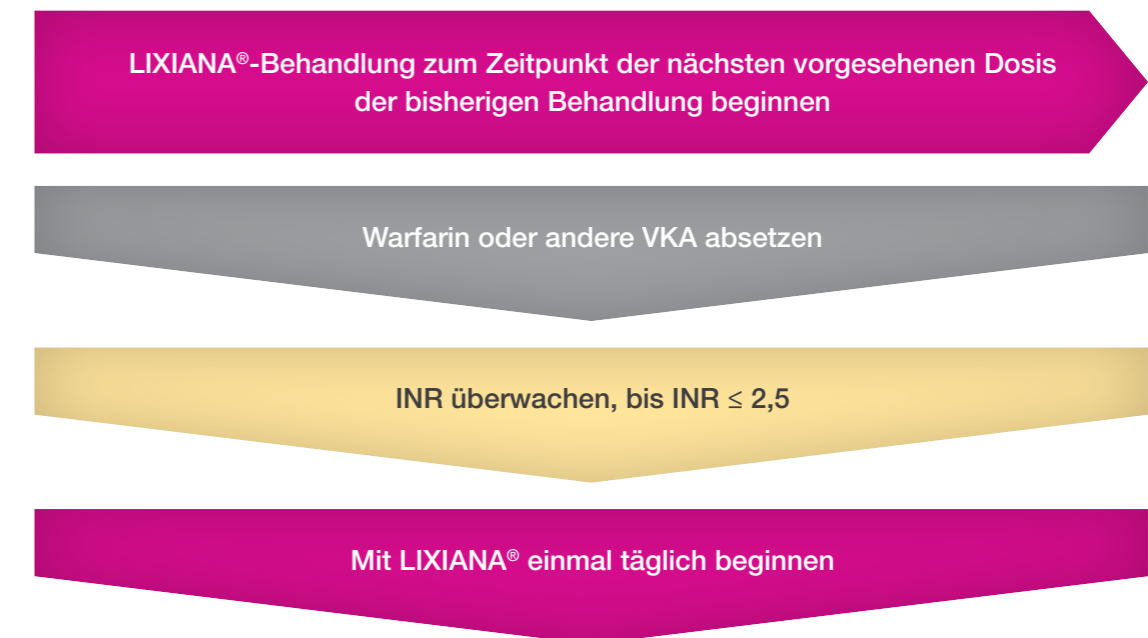 LIXIANA®-Behandlung zum Zeitpunkt der nächsten vorgesehenen Dosis
der bisherigen Behandlung beginnen
Warfarin oder andere VKA absetzen
INR überwachen, bis INR ≤ 2,5
Mit LIXIANA® einmal täglich beginnen